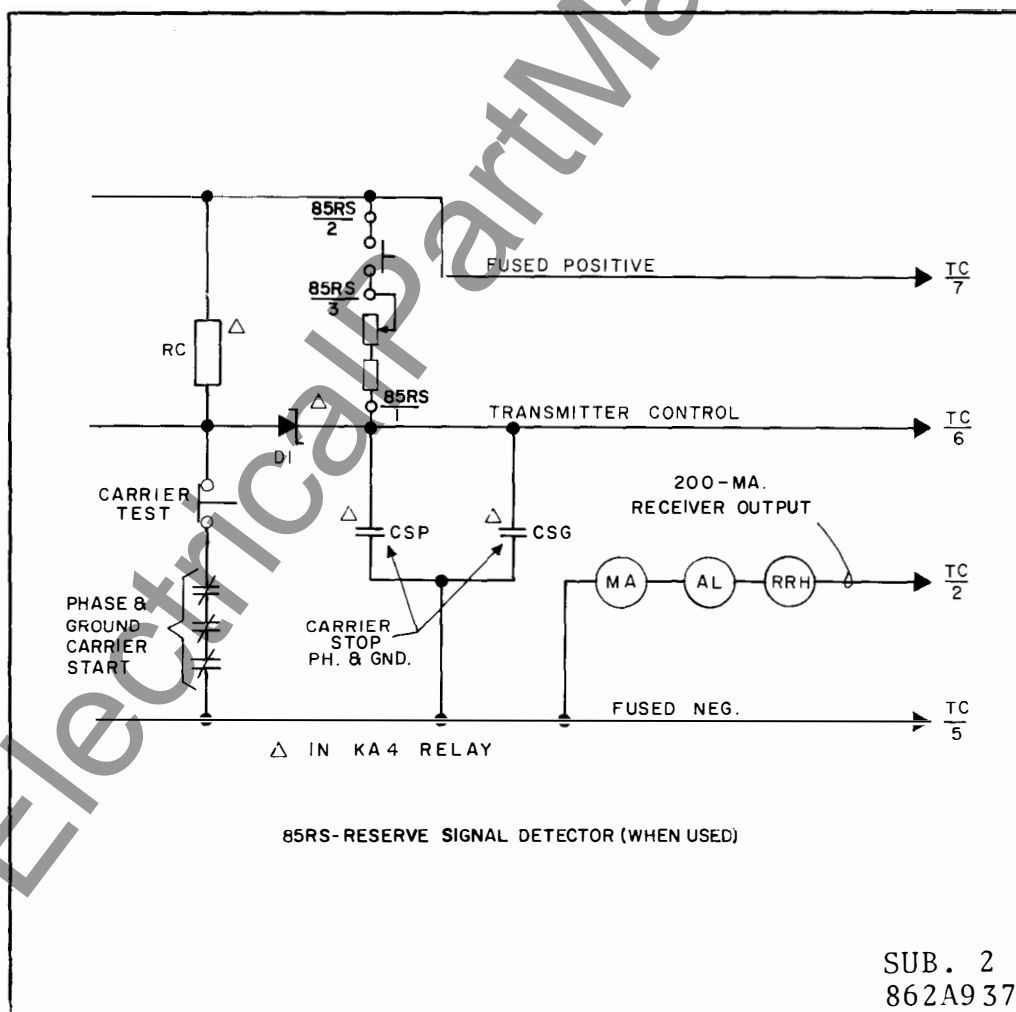 85RS
2
FUSED POSITIVE
TC
7
85RS
3
△
RC
△
85RS
1
TRANSMITTER CONTROL
TC
6
D1
CARRIER
TEST
200-MA.
RECEIVER OUTPUT
△
CSP
△
CSG
MA
AL
RRH
TC
2
PHASE &
GROUND
CARRIER
START
CARRIER
STOP
PH. & GND.
FUSED NEG.
TC
5
△ IN KA4 RELAY
85RS-RESERVE SIGNAL DETECTOR (WHEN USED)
SUB. 2
862A937
ElectricalPartMa